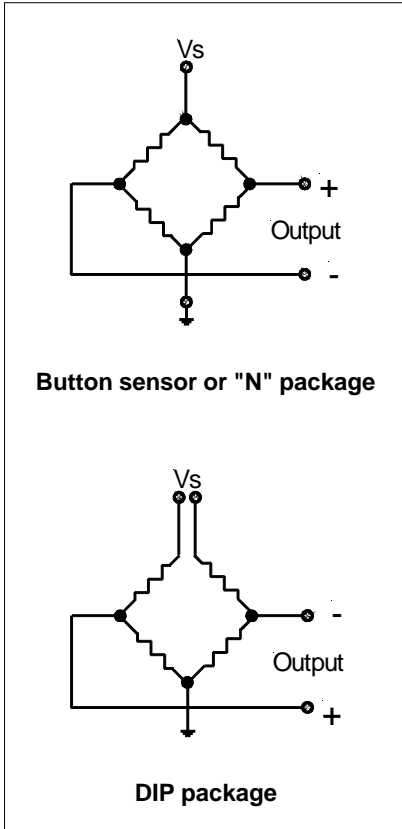 Vs
+
Output
-
Button sensor or "N" package
Vs
-
Output
+
DIP package